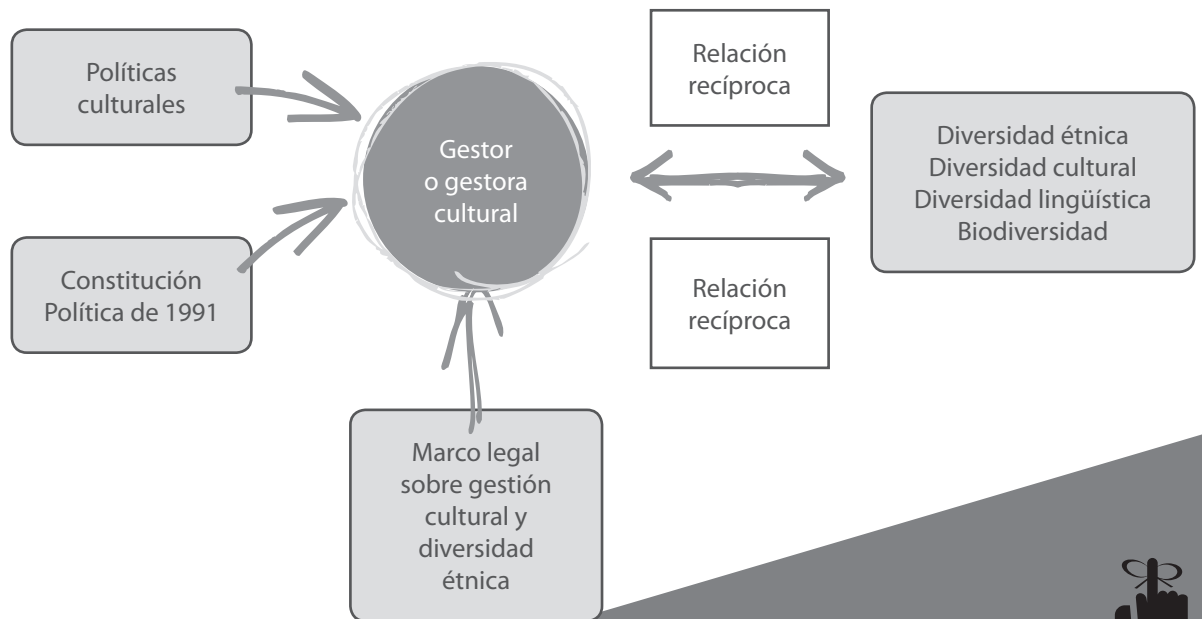 Políticas
culturales
Constitución
Política de 1991
Gestor
o gestora
cultural
Marco legal
sobre gestión
cultural y
diversidad
étnica
Relación
recíproca
Relación
recíproca
Diversidad étnica
Diversidad cultural
Diversidad lingüística
Biodiversidad